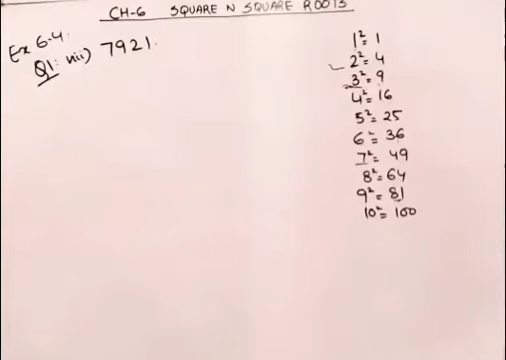 CH-6 SQUARE N SQUARE ROOTS
Ex 6.4.
Q1: viii) 7921.
1² = 1
2² = 4
3² = 9
4² = 16
5² = 25
6² = 36
7² = 49
8² = 64
9² = 81
10² = 100